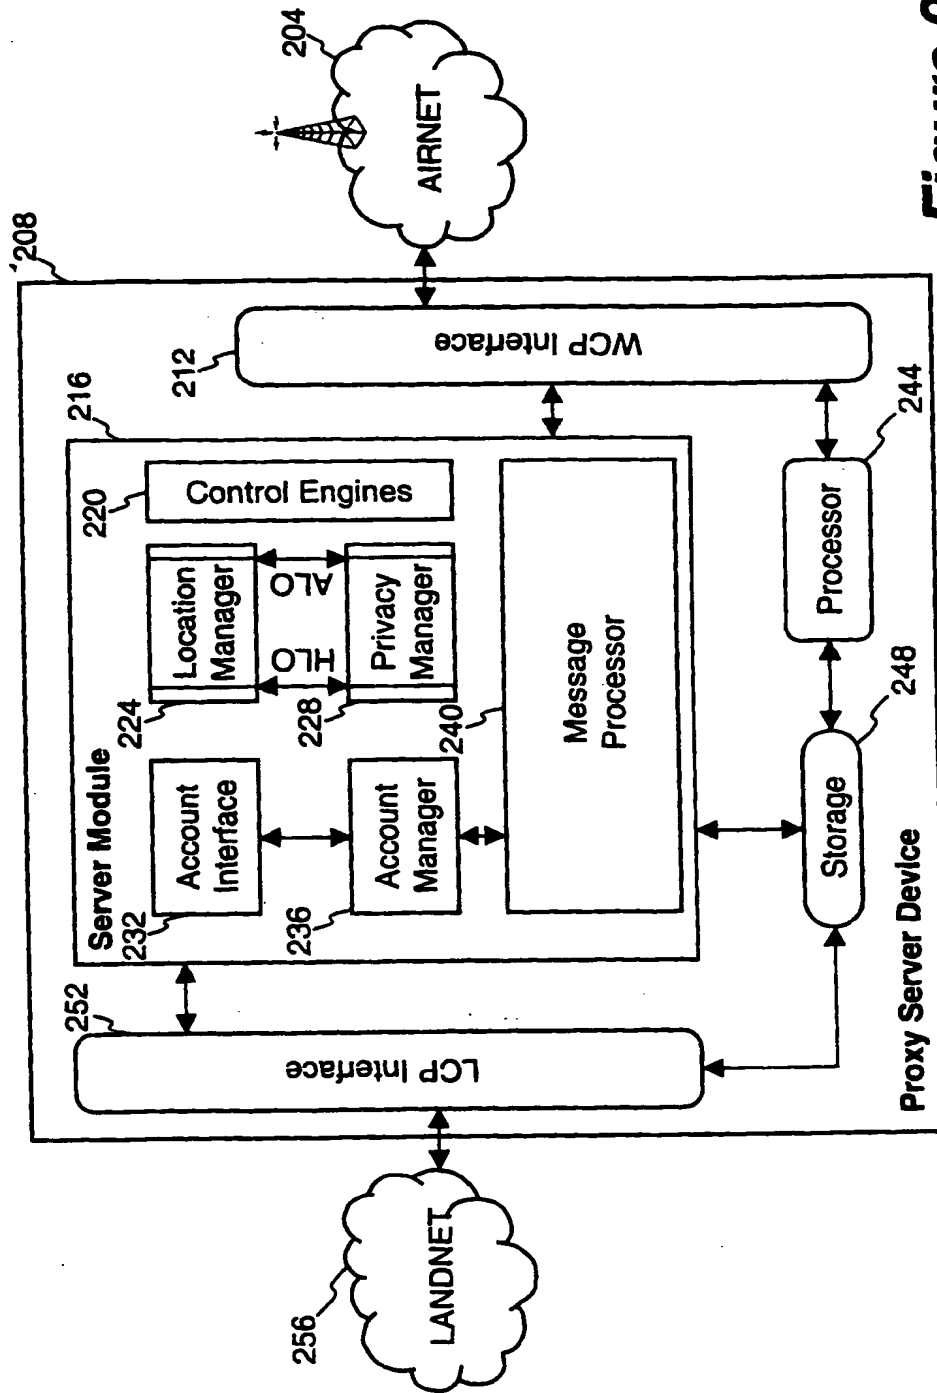 208
204
AIRNET
212
WCP Interface
216
Server Module
220
Control Engines
Location
Manager
224
HLO
ALO
Privacy
Manager
228
Account
Interface
232
Account
Manager
236
240
Message
Processor
244
Processor
248
Storage
252
LCP Interface
256
LANDNET
Proxy Server Device